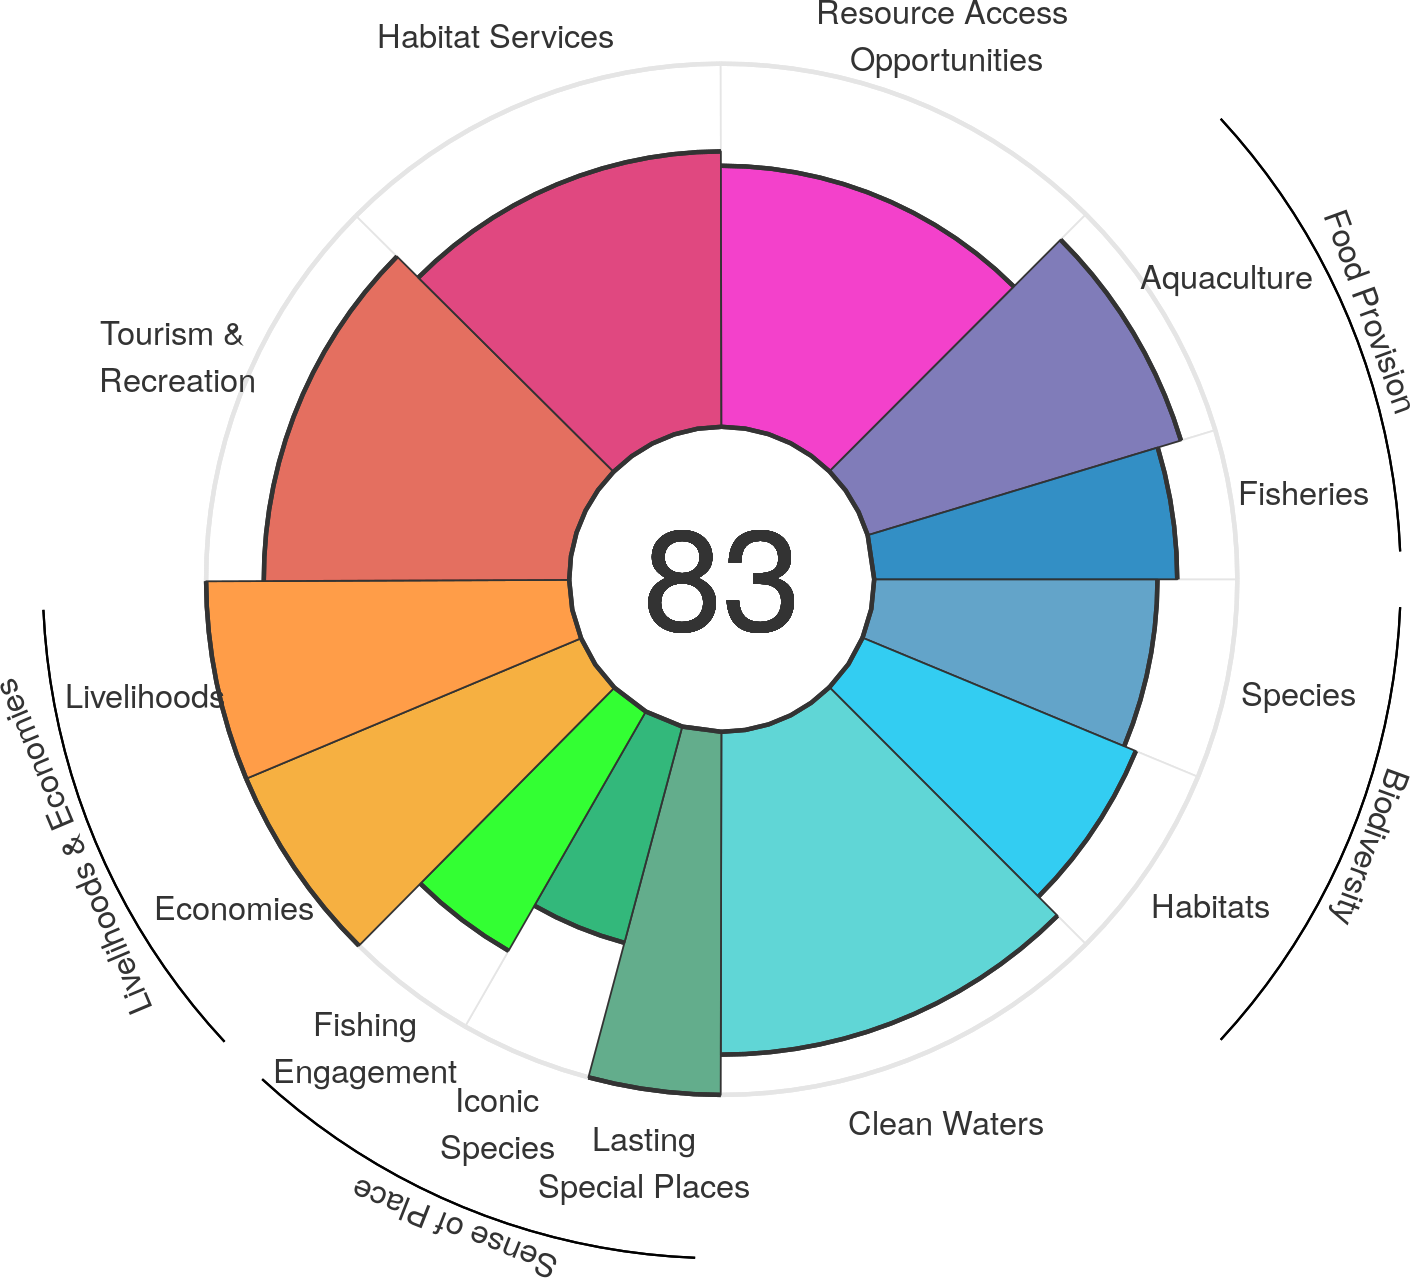 Resource Access
Opportunities
Habitat Services
Food Provision
Aquaculture
Tourism &
Recreation
Fisheries
83
Species
Livelihoods
Livelihoods & Economies
Biodiversity
Habitats
Economies
Fishing
Engagement
Iconic
Species
Lasting
Special Places
Clean Waters
Sense of Place